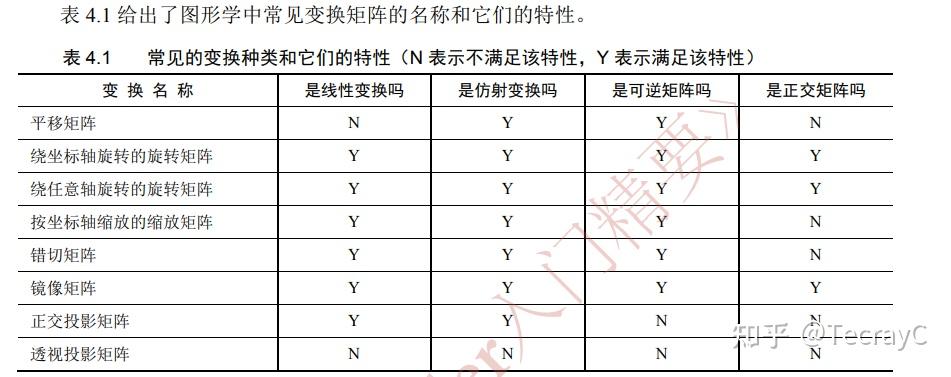 表 4.1 给出了图形学中常见变换矩阵的名称和它们的特性。
表 4.1 常见的变换种类和它们的特性（N 表示不满足该特性，Y 表示满足该特性）
变 换 名 称 是线性变换吗 是仿射变换吗 是可逆矩阵吗 是正交矩阵吗
平移矩阵 N Y Y N
绕坐标轴旋转的旋转矩阵 Y Y Y Y
绕任意轴旋转的旋转矩阵 Y Y Y Y
按坐标轴缩放的缩放矩阵 Y Y Y N
错切矩阵 Y Y Y N
镜像矩阵 Y Y Y Y
正交投影矩阵 Y Y N N
透视投影矩阵 N N N N
er入门精要》
知乎 @TecrayC